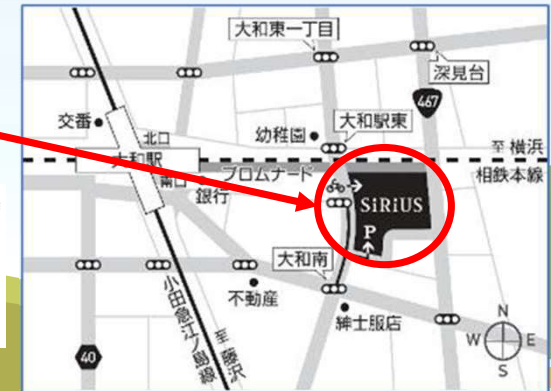 大和東一丁目
深見台
467
交番
北口
幼稚園
大和駅東
至 横浜
大和駅
プロムナード
相鉄本線
南口
銀行
SiRiUS
P
大和南
不動産
紳士服店
小田急江ノ島線
至 藤沢
40
N
W E
S